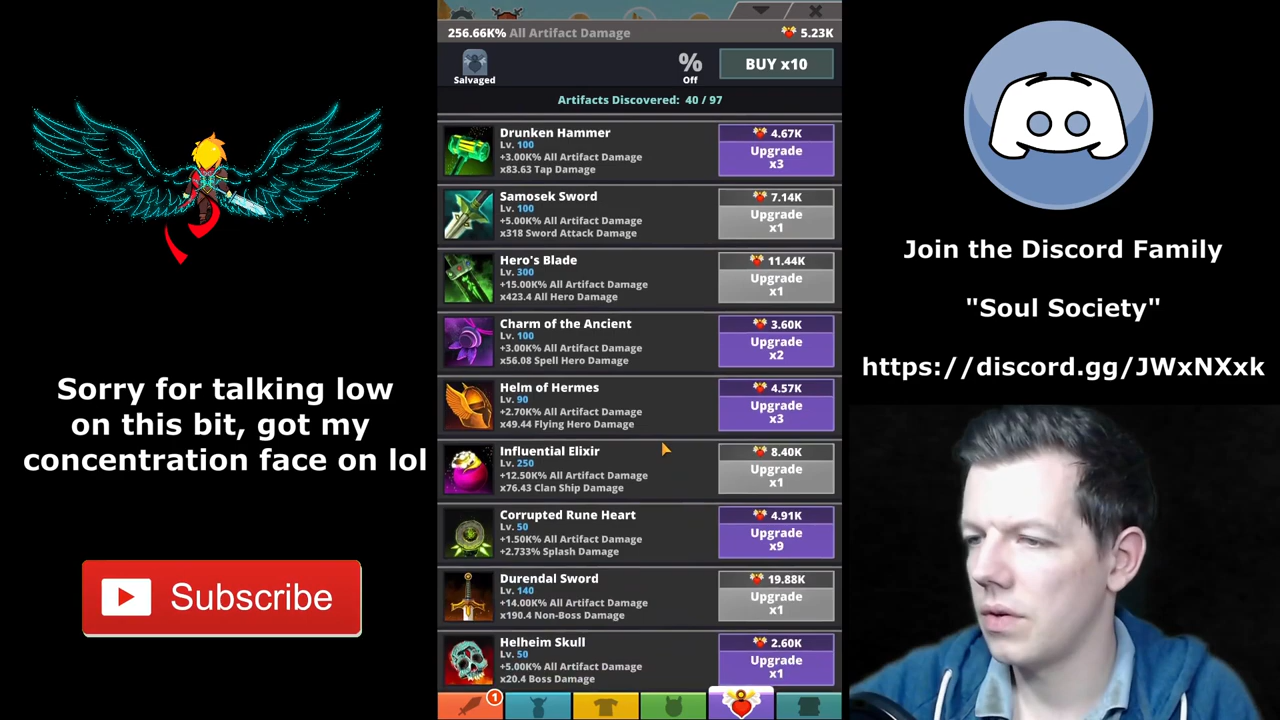 256.66K% All Artifact Damage
5.23K
Salvaged
%
Off
BUY x10
Artifacts Discovered: 40 / 97
Drunken Hammer
Lv. 100
+3.00K% All Artifact Damage
x83.63 Tap Damage
4.67K
Upgrade
x3
Samosek Sword
Lv. 100
+5.00K% All Artifact Damage
x318 Sword Attack Damage
7.14K
Upgrade
x1
Hero's Blade
Lv. 300
+15.00K% All Artifact Damage
x423.4 All Hero Damage
11.44K
Upgrade
x1
Charm of the Ancient
Lv. 100
+3.00K% All Artifact Damage
x56.08 Spell Hero Damage
3.60K
Upgrade
x2
Helm of Hermes
Lv. 90
+2.70K% All Artifact Damage
x49.44 Flying Hero Damage
4.57K
Upgrade
x3
Influential Elixir
Lv. 250
+12.50K% All Artifact Damage
x76.43 Clan Ship Damage
8.40K
Upgrade
x1
Corrupted Rune Heart
Lv. 50
+1.50K% All Artifact Damage
+2.733% Splash Damage
4.91K
Upgrade
x9
Durendal Sword
Lv. 140
+14.00K% All Artifact Damage
x190.4 Non-Boss Damage
19.88K
Upgrade
x1
Helheim Skull
Lv. 50
+5.00K% All Artifact Damage
x20.4 Boss Damage
2.60K
Upgrade
x1
1
Sorry for talking low
on this bit, got my
concentration face on lol
Subscribe
Join the Discord Family
"Soul Society"
https://discord.gg/JWxNXxk